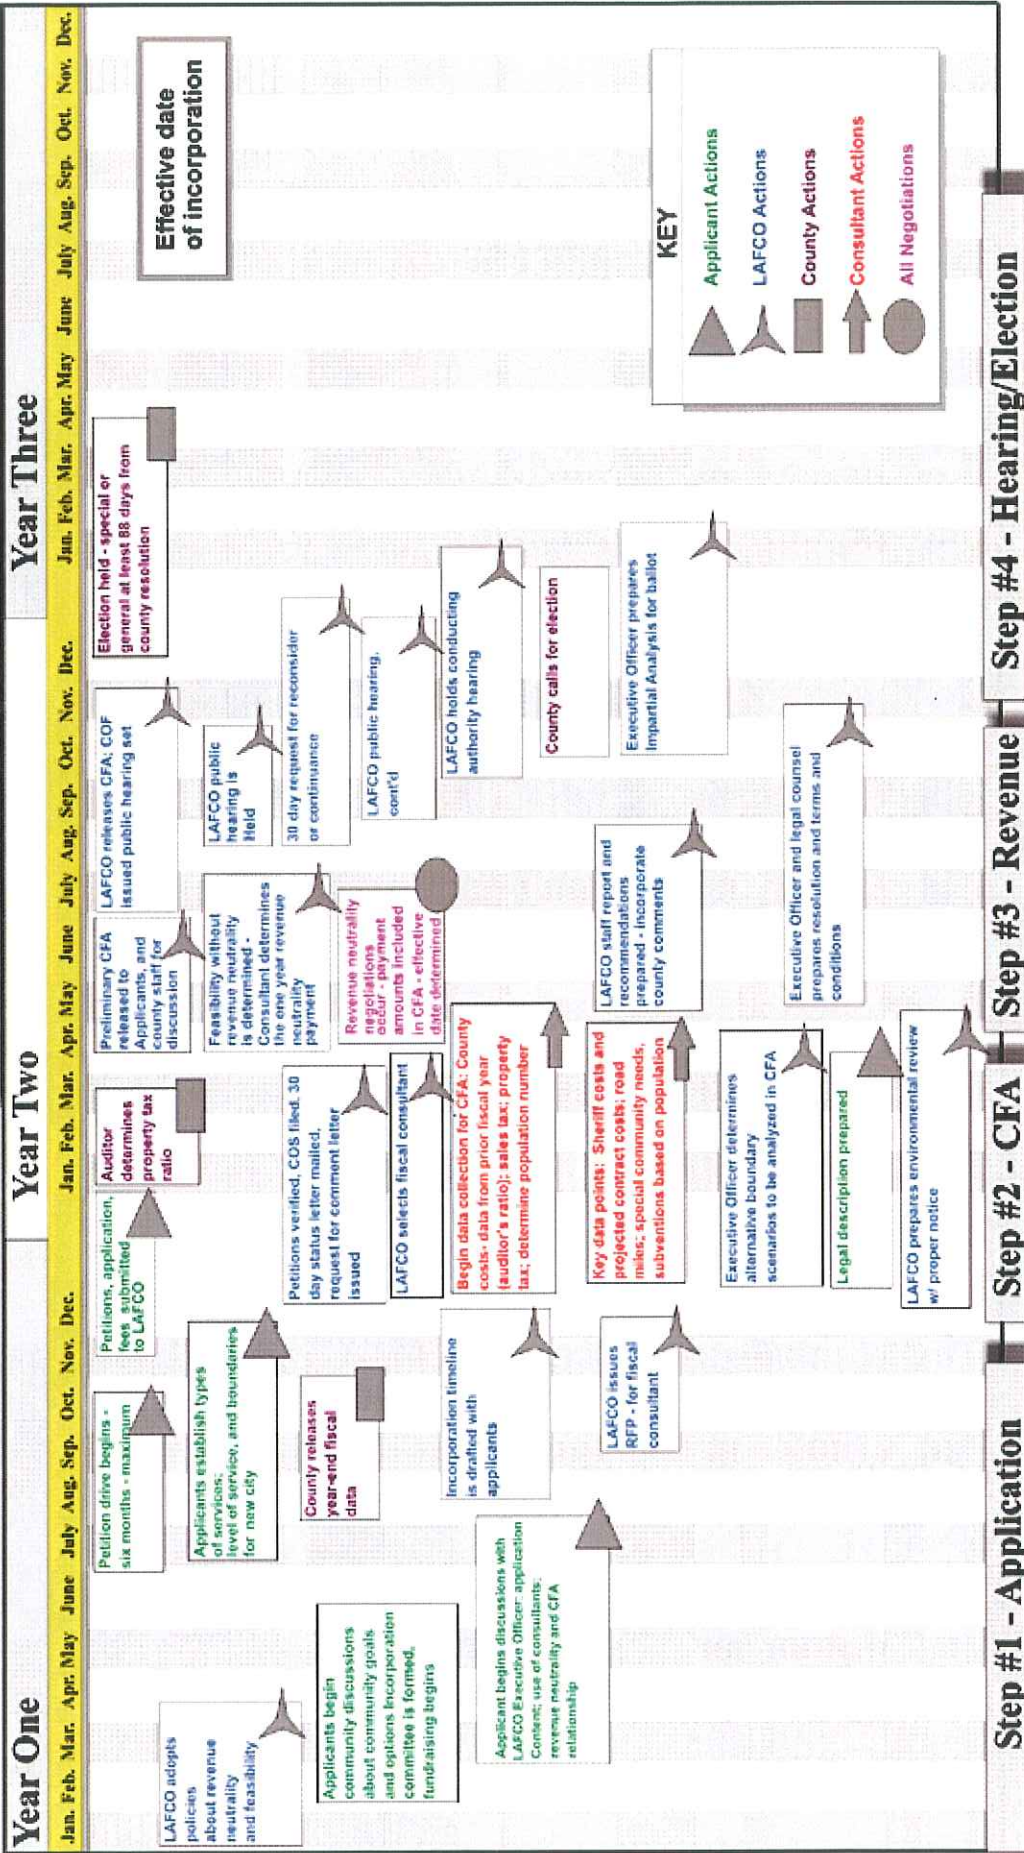 Year One
Year Two
Year Three
Jan. Feb. Mar. Apr. May June July Aug. Sep. Oct. Nov. Dec.
Jan. Feb. Mar. Apr. May June July Aug. Sep. Oct. Nov. Dec.
Jan. Feb. Mar. Apr. May June July Aug. Sep. Oct. Nov. Dec.
LAFCO adopts
policies
about revenue
neutrality
and feasibility
Applicants begin
community discussions
about community goals
and options Incorporation
committee is formed,
fundraising begins
Applicant begins discussions with
LAFCO Executive Officer: application
Content; use of consultants;
revenue neutrality and CFA
relationship
Petition drive begins -
six months - maximum
Applicants establish types
of services;
level of service, and boundaries
for new city
County releases
year-end fiscal
data
Incorporation timeline
is drafted with
applicants
LAFCO issues
RFP - for fiscal
consultant
Petitions, application,
fees submitted
to LAFCO
Auditor
determines
property tax
ratio
Petitions verified, COS filed, 30
day status letter mailed,
request for comment letter
issued
LAFCO selects fiscal consultant
Begin data collection for CFA: County
costs- data from prior fiscal year
(auditor's ratio); sales tax; property
tax; determine population number
Key data points: Sheriff costs and
projected contract costs; road
miles; special community needs,
subventions based on population
Executive Officer determines
alternative boundary
scenarios to be analyzed in CFA
Legal description prepared
LAFCO prepares environmental review
w/ proper notice
Preliminary CFA
released to
Applicants, and
county staff for
discussion
Feasibility without
revenue neutrality
is determined -
Consultant determines
the one year revenue
neutrality
payment
Revenue neutrality
negotiations
occur - payment
amounts included
in CFA - effective
date determined
LAFCO staff report and
recommendations
prepared - incorporate
county comments
Executive Officer and legal counsel
prepares resolution and terms and
conditions
LAFCO releases CFA; COF
issued public hearing set
LAFCO public
hearing is
Held
30 day request for reconsider
or continuance
LAFCO public hearing,
cont'd
LAFCO holds conducting
authority hearing
County calls for election
Executive Officer prepares
Impartial Analysis for ballot
Election held - special or
general at least 88 days from
county resolution
Effective date
of incorporation
KEY
Applicant Actions
LAFCO Actions
County Actions
Consultant Actions
All Negotiations
Step #1 - Application
Step #2 - CFA
Step #3 - Revenue
Step #4 - Hearing/Election